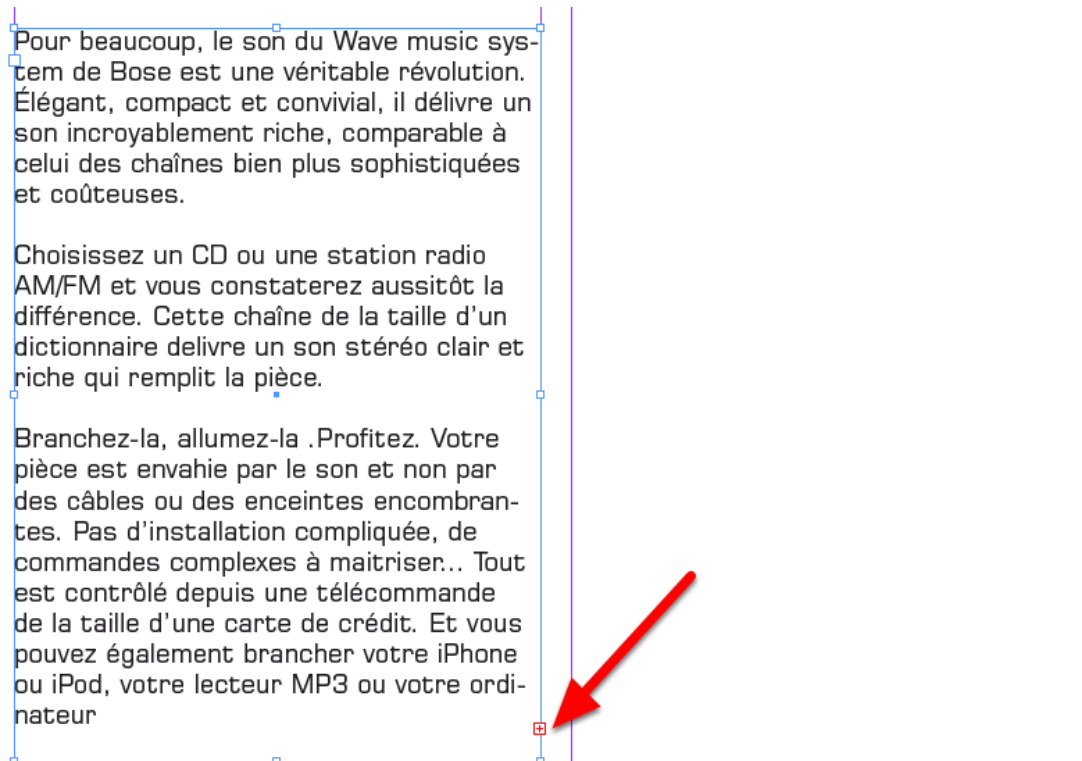 Pour beaucoup, le son du Wave music sys-
tem de Bose est une véritable révolution.
Élégant, compact et convivial, il délivre un
son incroyablement riche, comparable à
celui des chaînes bien plus sophistiquées
et coûteuses.
Choisissez un CD ou une station radio
AM/FM et vous constaterez aussitôt la
différence. Cette chaîne de la taille d’un
dictionnaire delivre un son stéréo clair et
riche qui remplit la pièce.
Branchez-la, allumez-la .Profitez. Votre
pièce est envahie par le son et non par
des câbles ou des enceintes encombran-
tes. Pas d’installation compliquée, de
commandes complexes à maitriser... Tout
est contrôlé depuis une télécommande
de la taille d’une carte de crédit. Et vous
pouvez également brancher votre iPhone
ou iPod, votre lecteur MP3 ou votre ordi-
nateur